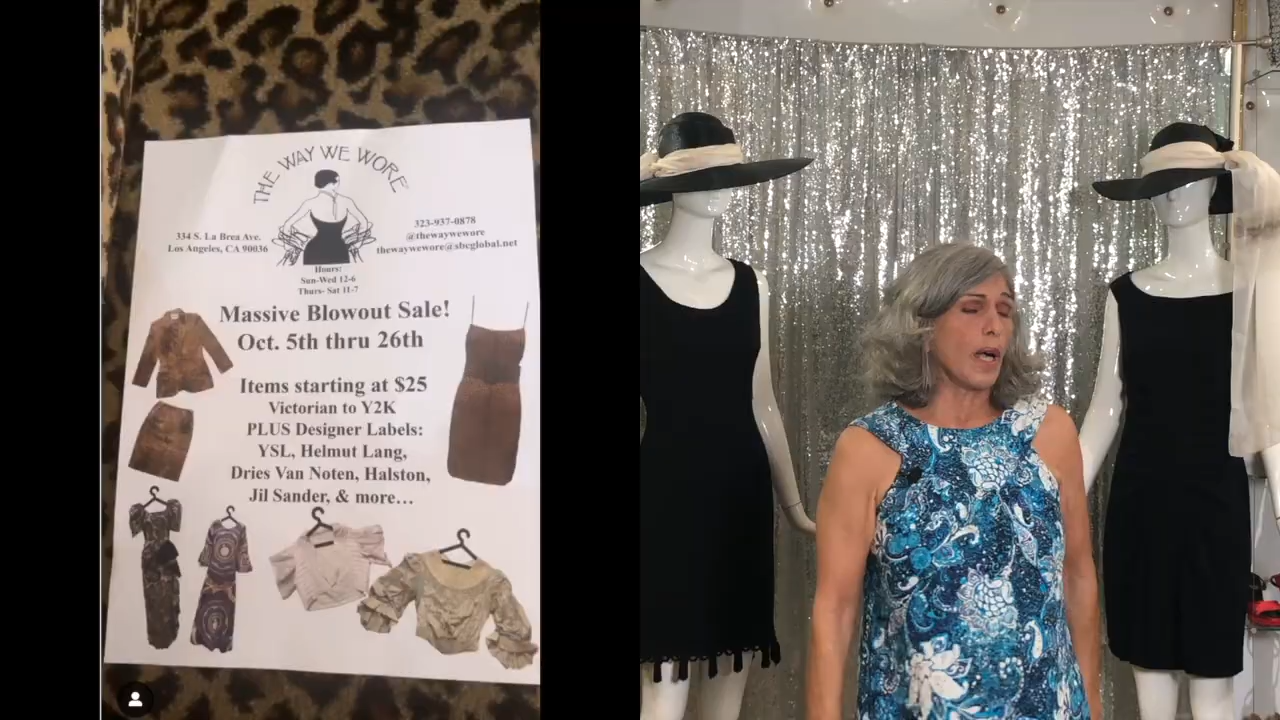 THE WAY WE WORE
334 S. La Brea Ave.
Los Angeles, CA 90036
323-937-0878
@thewaywewore
thewaywewore@sbcglobal.net
Hours:
Sun-Wed 12-6
Thurs- Sat 11-7
Massive Blowout Sale!
Oct. 5th thru 26th
Items starting at $25
Victorian to Y2K
PLUS Designer Labels:
YSL, Helmut Lang,
Dries Van Noten, Halston,
Jil Sander, & more…